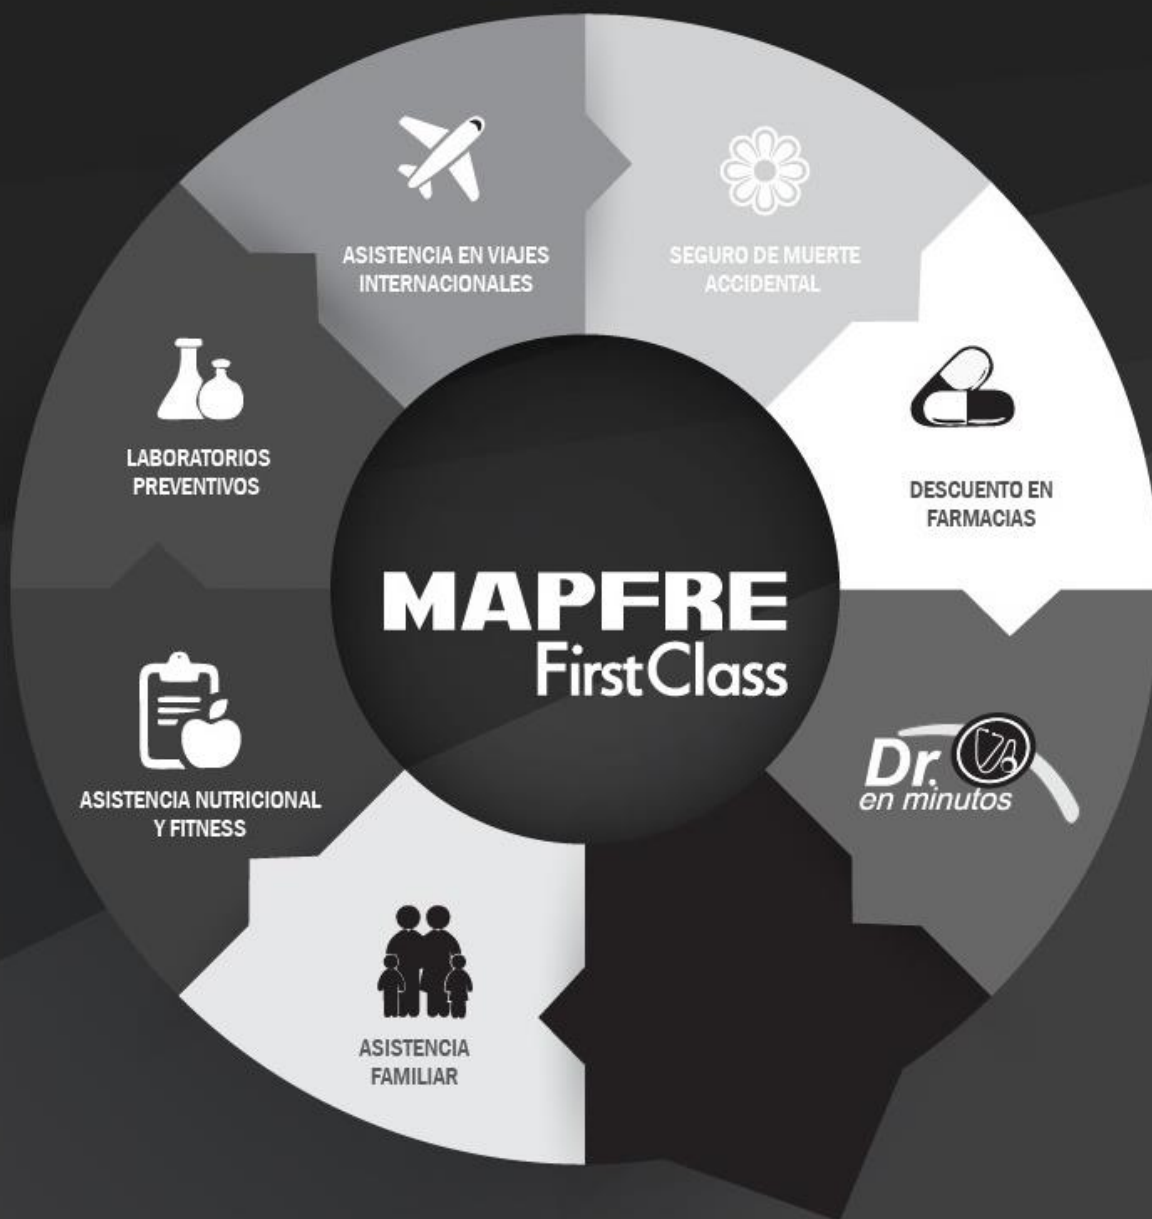 ASISTENCIA EN VIAJES
INTERNACIONALES
SEGURO DE MUERTE
ACCIDENTAL
DESCUENTO EN
FARMACIAS
Dr.
en minutos
ASISTENCIA
FAMILIAR
ASISTENCIA NUTRICIONAL
Y FITNESS
LABORATORIOS
PREVENTIVOS
MAPFRE
FirstClass